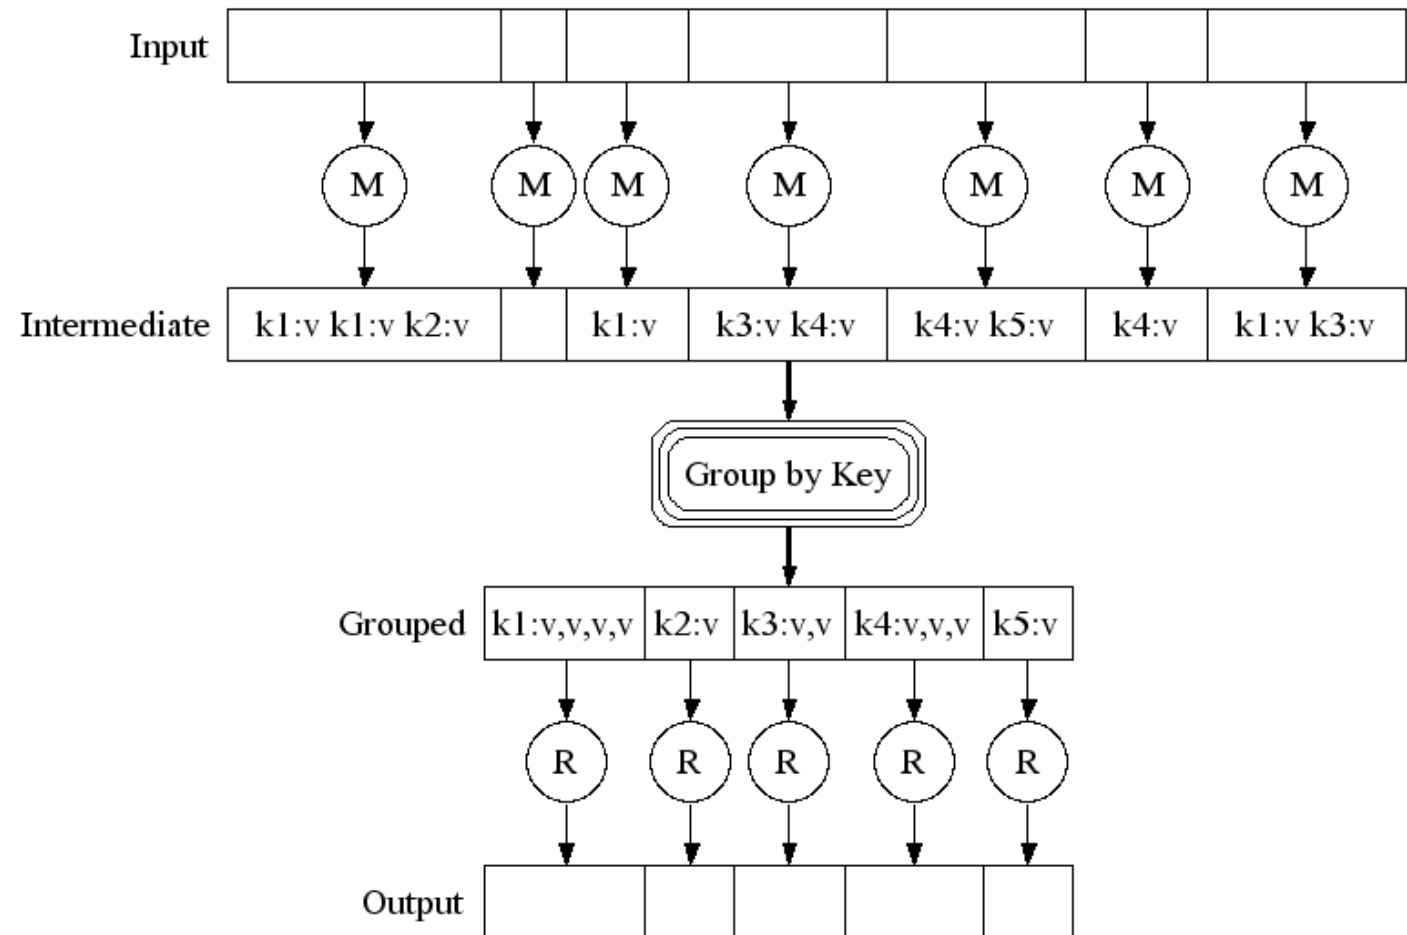 Input
M M M M M M M
Intermediate k1:v k1:v k2:v k1:v k3:v k4:v k4:v k5:v k4:v k1:v k3:v
Group by Key
Grouped k1:v,v,v,v k2:v k3:v,v k4:v,v,v k5:v
R R R R R
Output